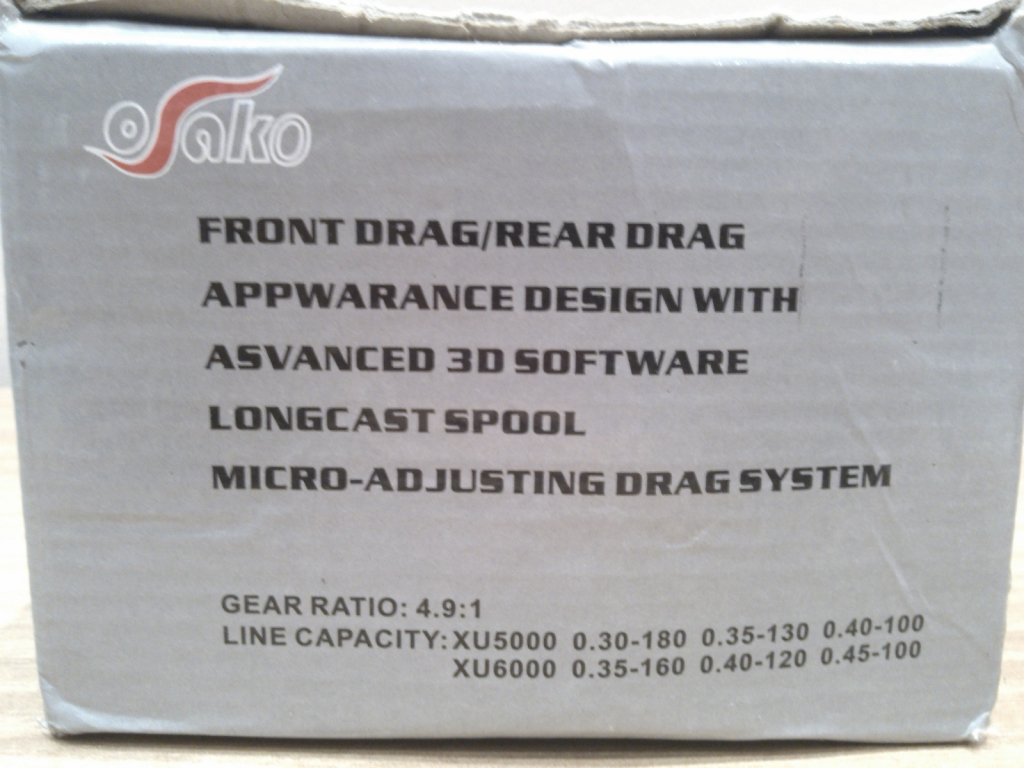 Osako
FRONT DRAG/REAR DRAG
APPWARANCE DESIGN WITH
ASVANCED 3D SOFTWARE
LONGCAST SPOOL
MICRO-ADJUSTING DRAG SYSTEM
GEAR RATIO: 4.9:1
LINE CAPACITY: XU5000 0.30-180 0.35-130 0.40-100
XU6000 0.35-160 0.40-120 0.45-100